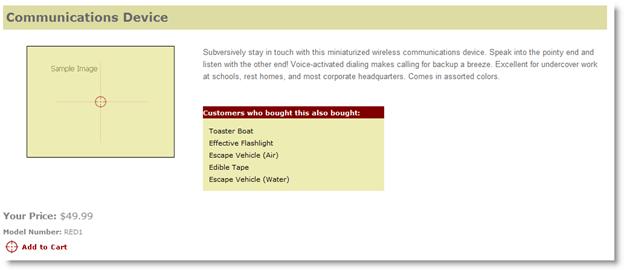 Communications Device
Sample Image
Subversively stay in touch with this miniaturized wireless communications device. Speak into the pointy end and
listen with the other end! Voice-activated dialing makes calling for backup a breeze. Excellent for undercover work
at schools, rest homes, and most corporate headquarters. Comes in assorted colors.
Customers who bought this also bought:
Toaster Boat
Effective Flashlight
Escape Vehicle (Air)
Edible Tape
Escape Vehicle (Water)
Your Price: $49.99
Model Number: RED1
Add to Cart